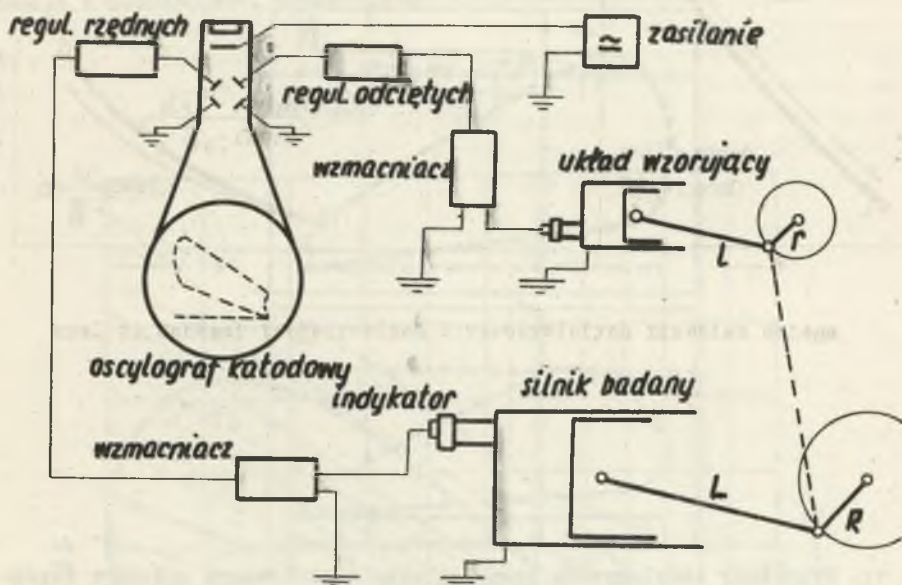 regul. rzędnych
zasilanie
≃
regul. odciętych
wzmacniacz
układ wzorujący
l
r
oscylograf katodowy
silnik badany
indykator
wzmacniacz
L
R